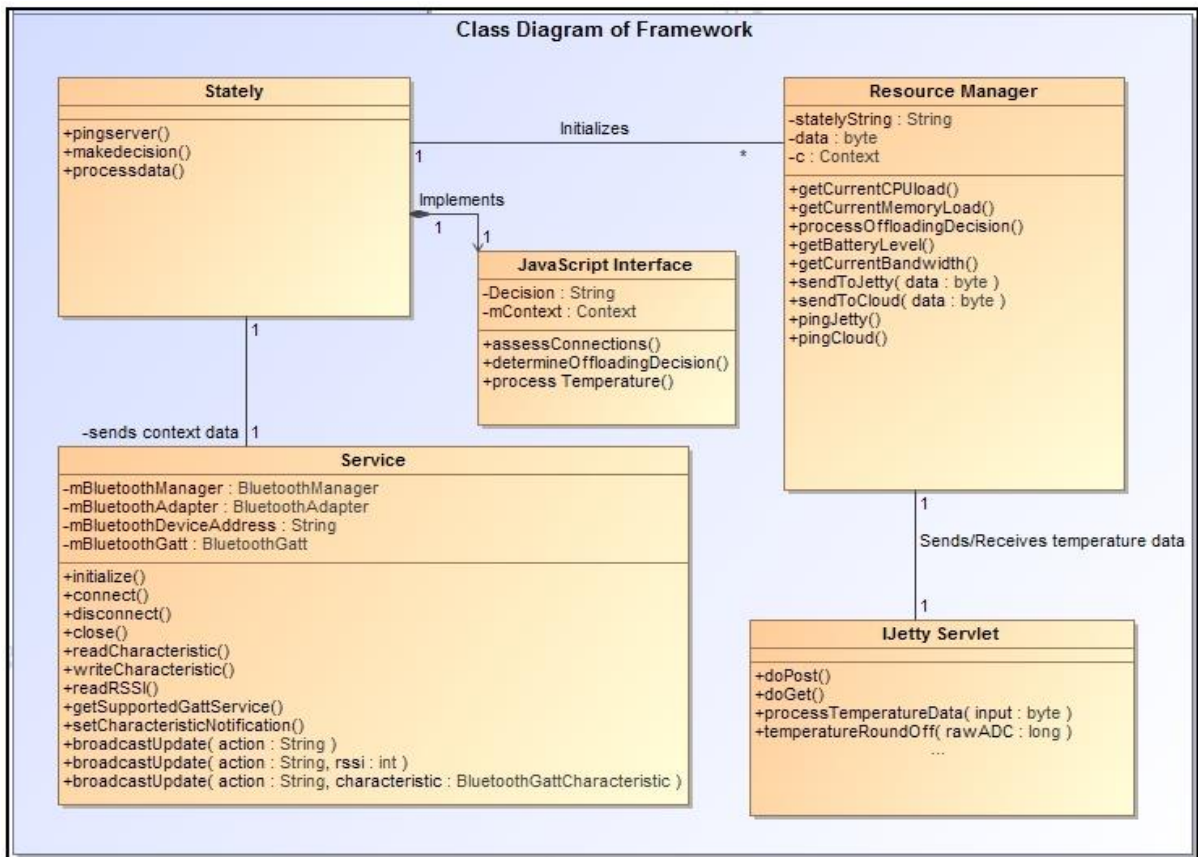 Class Diagram of Framework
Stately
+pingserver()
+makedecision()
+processdata()
Initializes
1
*
Resource Manager
-statelyString : String
-data : byte
-c : Context
+getCurrentCPUload()
+getCurrentMemoryLoad()
+processOffloadingDecision()
+getBatteryLevel()
+getCurrentBandwidth()
+sendToJetty( data : byte )
+sendToCloud( data : byte )
+pingJetty()
+pingCloud()
Implements
1
1
JavaScript Interface
-Decision : String
-mContext : Context
+assessConnections()
+determineOffloadingDecision()
+process Temperature()
1
-sends context data
1
Service
-mBluetoothManager : BluetoothManager
-mBluetoothAdapter : BluetoothAdapter
-mBluetoothDeviceAddress : String
-mBluetoothGatt : BluetoothGatt
+initialize()
+connect()
+disconnect()
+close()
+readCharacteristic()
+writeCharacteristic()
+readRSSI()
+getSupportedGattService()
+setCharacteristicNotification()
+broadcastUpdate( action : String )
+broadcastUpdate( action : String, rssi : int )
+broadcastUpdate( action : String, characteristic : BluetoothGattCharacteristic )
1
Sends/Receives temperature data
1
IJetty Servlet
+doPost()
+doGet()
+processTemperatureData( input : byte )
+temperatureRoundOff( rawADC : long )
...